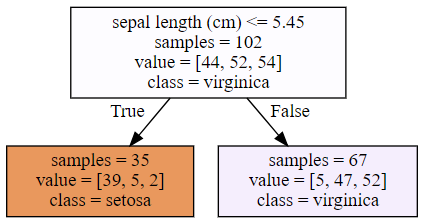 sepal length (cm) <= 5.45
samples = 102
value = [44, 52, 54]
class = virginica
True
False
samples = 35
value = [39, 5, 2]
class = setosa
samples = 67
value = [5, 47, 52]
class = virginica